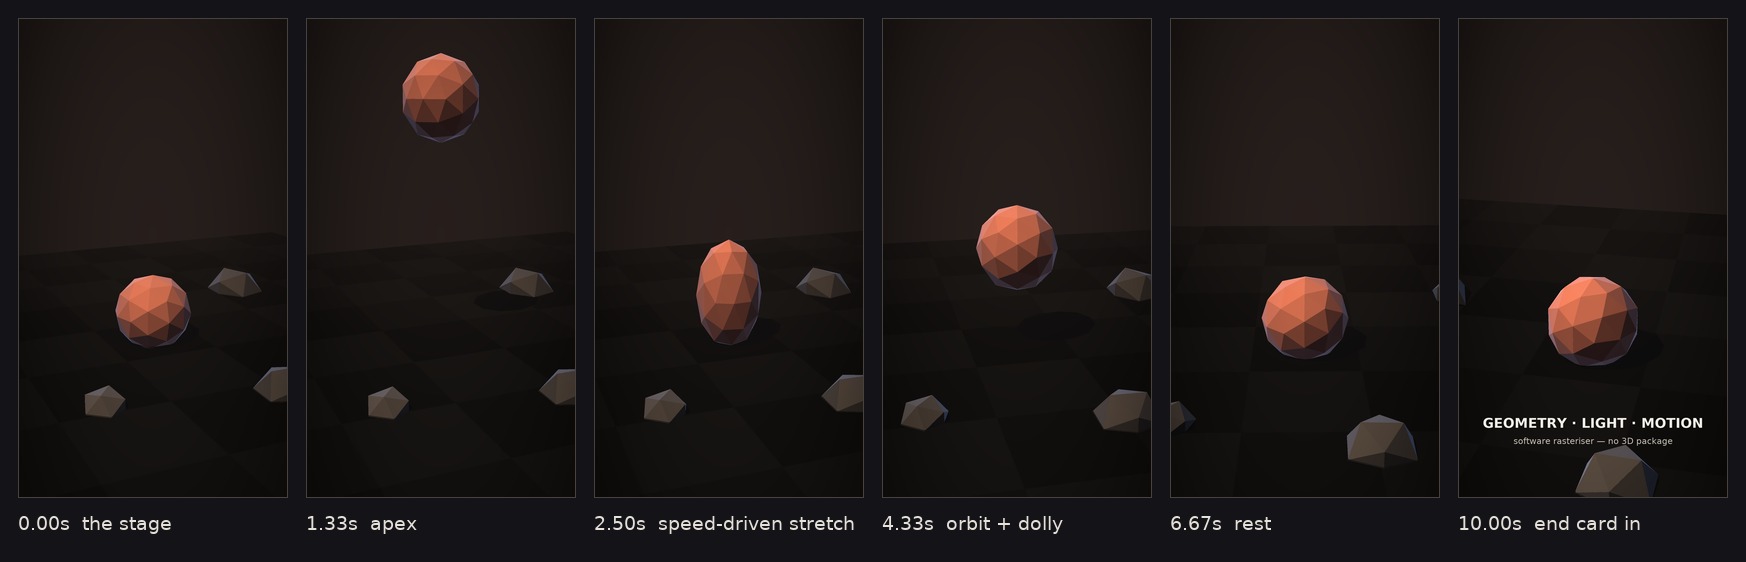 GEOMETRY · LIGHT · MOTION
software rasteriser — no 3D package
0.00s  the stage
1.33s  apex
2.50s  speed-driven stretch
4.33s  orbit + dolly
6.67s  rest
10.00s  end card in